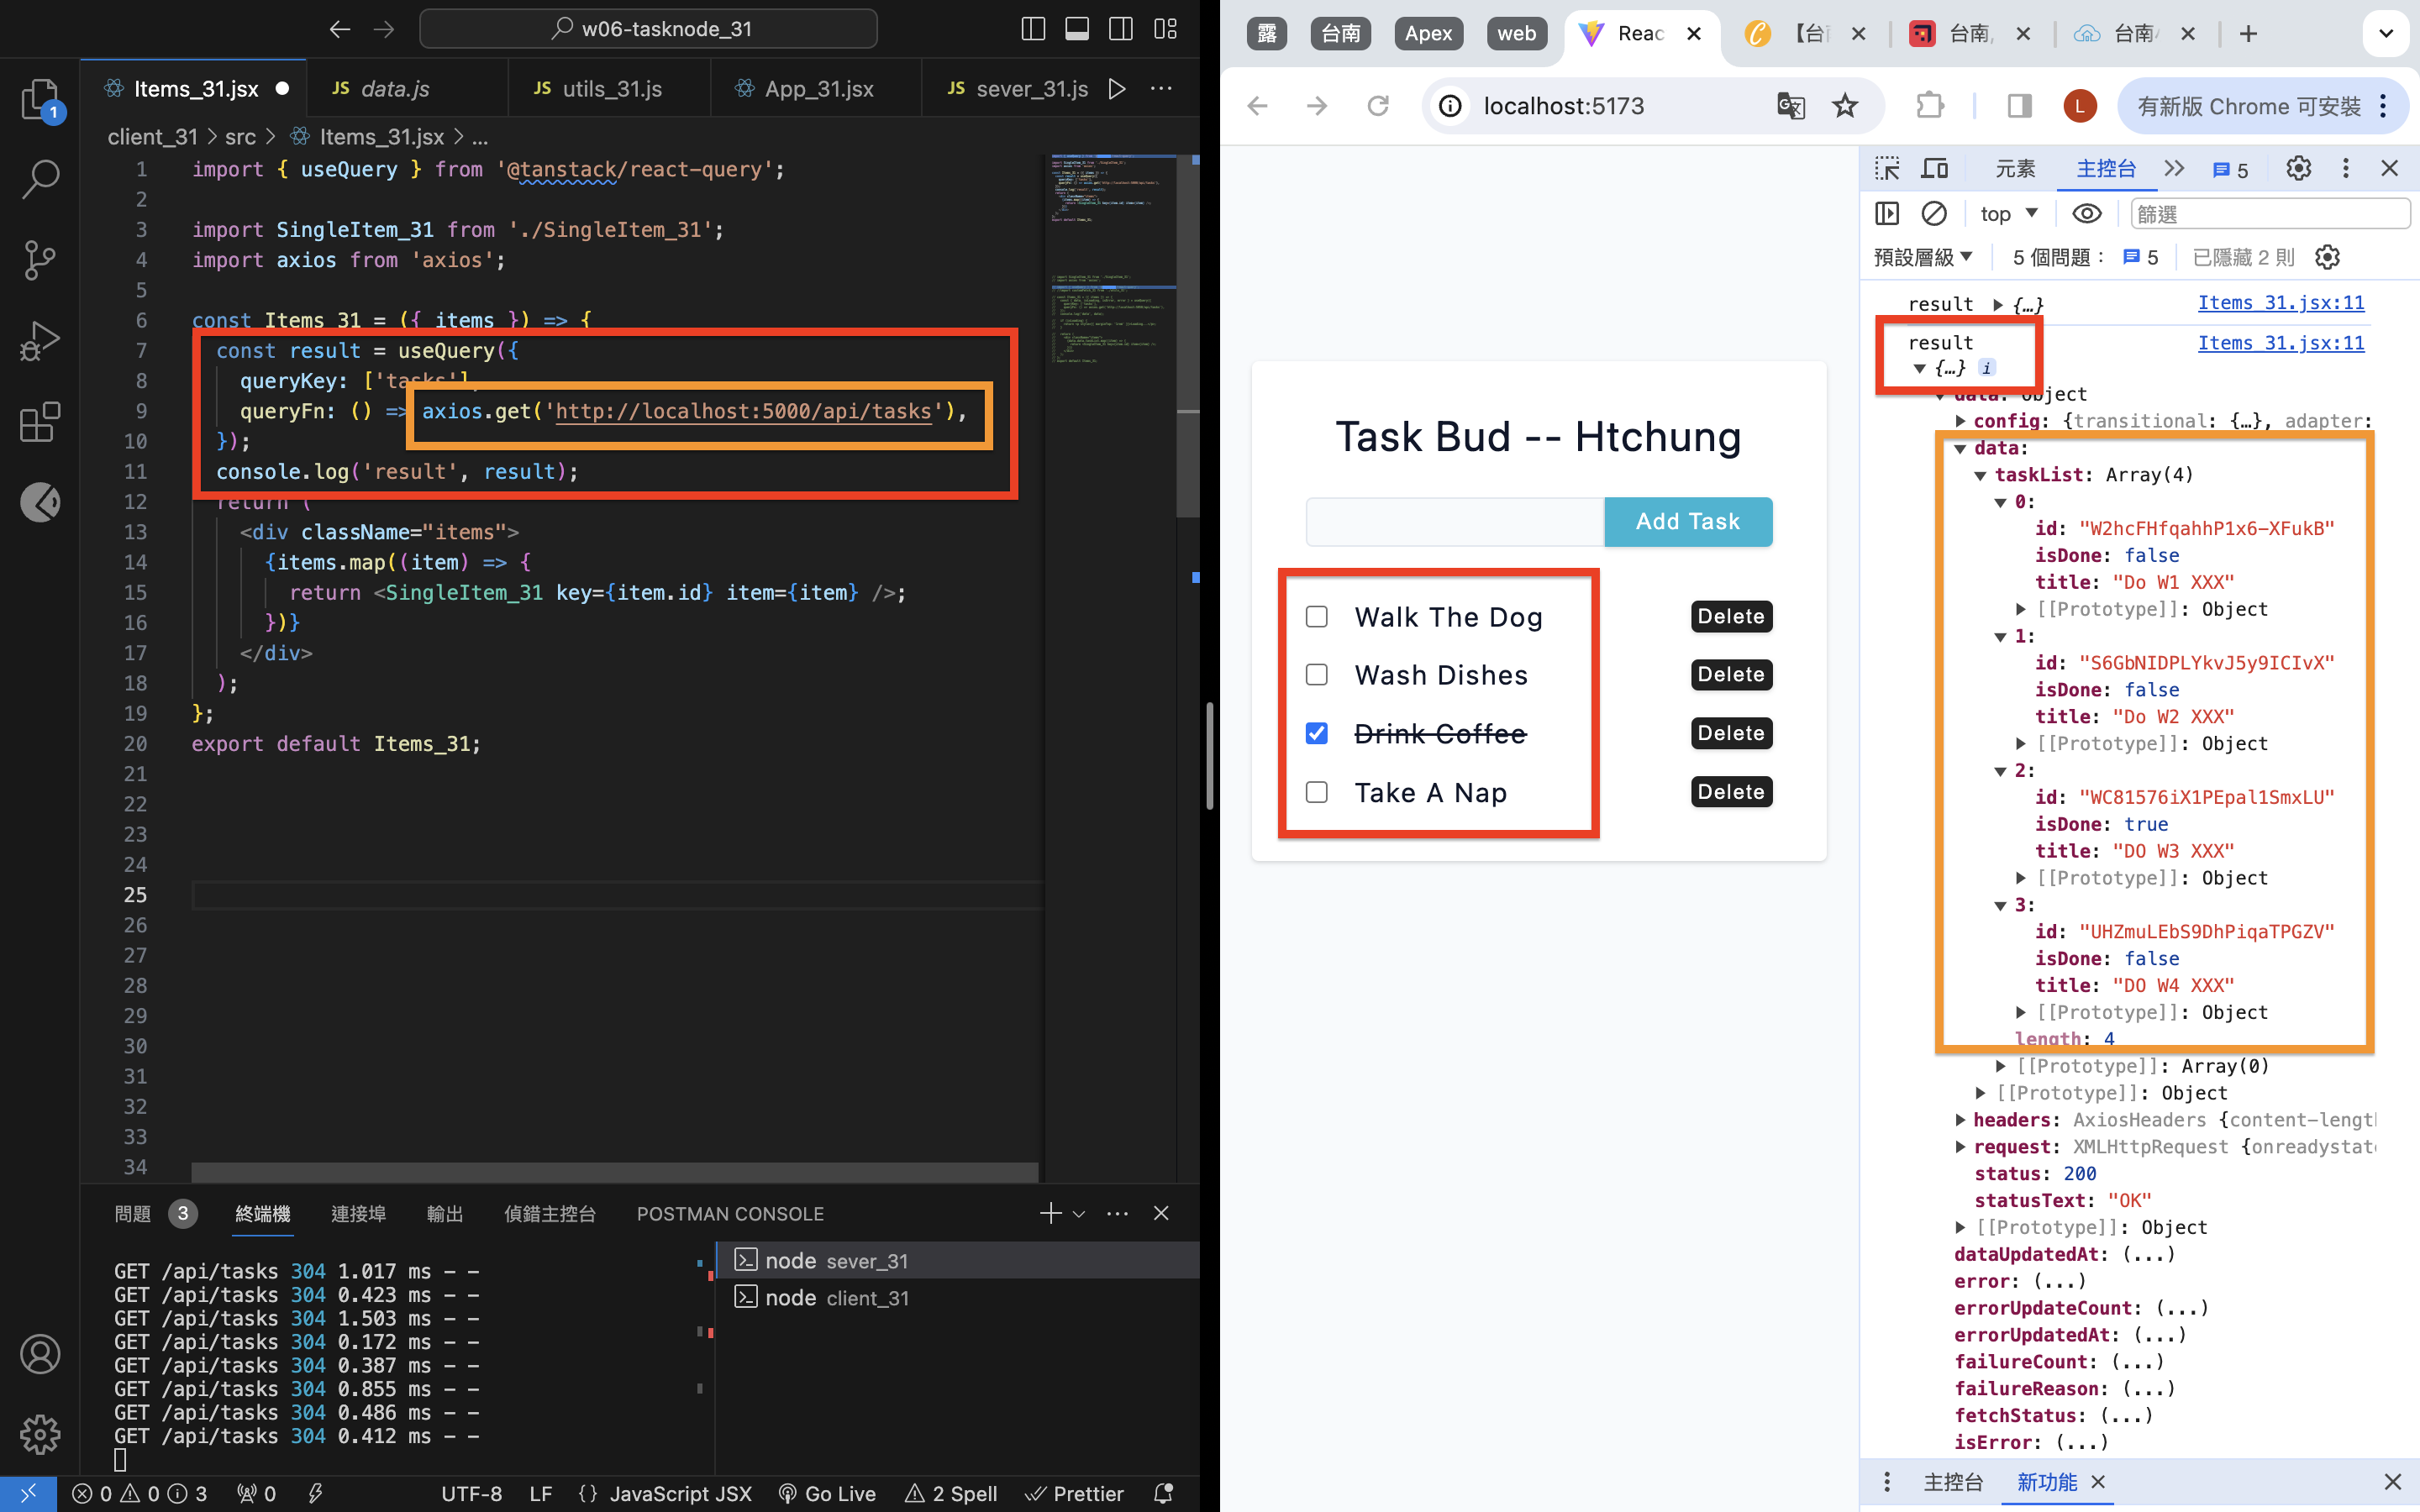 w06-tasknode_31
Items_31.jsx
JS data.js
JS utils_31.js
App_31.jsx
JS sever_31.js
1
client_31 > src > Items_31.jsx > ...
1 import { useQuery } from '@tanstack/react-query';
2
3 import SingleItem_31 from './SingleItem_31';
4 import axios from 'axios';
5
6 const Items_31 = ({ items }) => {
7 const result = useQuery({
8 queryKey: ['tasks'],
9 queryFn: () => axios.get('http://localhost:5000/api/tasks'),
10 });
11 console.log('result', result);
12 return (
13 <div className="items">
14 {items.map((item) => {
15 return <SingleItem_31 key={item.id} item={item} />;
16 })}
17 </div>
18 );
19 };
20 export default Items_31;
21
22
23
24
25
26
27
28
29
30
31
32
33
34
問題 3 終端機 連接埠 輸出 偵錯主控台 POSTMAN CONSOLE
GET /api/tasks 304 1.017 ms - -
GET /api/tasks 304 0.423 ms - -
GET /api/tasks 304 1.503 ms - -
GET /api/tasks 304 0.172 ms - -
GET /api/tasks 304 0.387 ms - -
GET /api/tasks 304 0.855 ms - -
GET /api/tasks 304 0.486 ms - -
GET /api/tasks 304 0.412 ms - -
node sever_31
node client_31
0 0 3 0 UTF-8 LF {} JavaScript JSX Go Live 2 Spell Prettier
露 台南 Apex web Reac 台南 台南
localhost:5173
L
有新版 Chrome 可安裝
Task Bud -- Htchung
Add Task
Walk The Dog Delete
Wash Dishes Delete
Drink Coffee Delete
Take A Nap Delete
元素 主控台 5
top 篩選
預設層級 5 個問題： 5 已隱藏 2 則
result {…} Items 31.jsx:11
result Items 31.jsx:11
{…} i
data: Object
config: {transitional: {…}, adapter:
data:
taskList: Array(4)
0:
id: "W2hcFHfqahhP1x6-XFukB"
isDone: false
title: "Do W1 XXX"
[[Prototype]]: Object
1:
id: "S6GbNIDPLYkvJ5y9ICIvX"
isDone: false
title: "Do W2 XXX"
[[Prototype]]: Object
2:
id: "WC81576iX1PEpal1SmxLU"
isDone: true
title: "DO W3 XXX"
[[Prototype]]: Object
3:
id: "UHZmuLEbS9DhPiqaTPGZV"
isDone: false
title: "DO W4 XXX"
[[Prototype]]: Object
length: 4
[[Prototype]]: Array(0)
[[Prototype]]: Object
headers: AxiosHeaders {content-lengt
request: XMLHttpRequest {onreadystat
status: 200
statusText: "OK"
[[Prototype]]: Object
dataUpdatedAt: (...)
error: (...)
errorUpdateCount: (...)
errorUpdatedAt: (...)
failureCount: (...)
failureReason: (...)
fetchStatus: (...)
isError: (...)
主控台 新功能